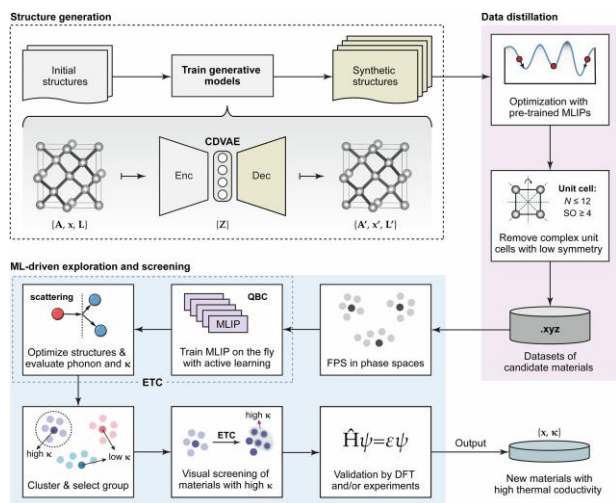 Structure generation
Initial
structures
Train generative
models
Synthetic
structures
CDVAE
Enc
Dec
{A, x, L}
{Z}
{A′, x′, L′}
Data distillation
Optimization with
pre-trained MLIPs
Unit cell:
N ≤ 12
SO ≥ 4
Remove complex unit
cells with low symmetry
.xyz
Datasets of
candidate materials
ML-driven exploration and screening
scattering
Optimize structures &
evaluate phonon and κ
QBC
MLIP
Train MLIP on the fly
with active learning
FPS in phase spaces
ETC
high κ
low κ
Cluster & select group
high κ
ETC
Visual screening of
materials with high κ
Ĥψ=εψ
Validation by DFT
and/or experiments
Output
{x, κ}
New materials with
high thermal coductivity